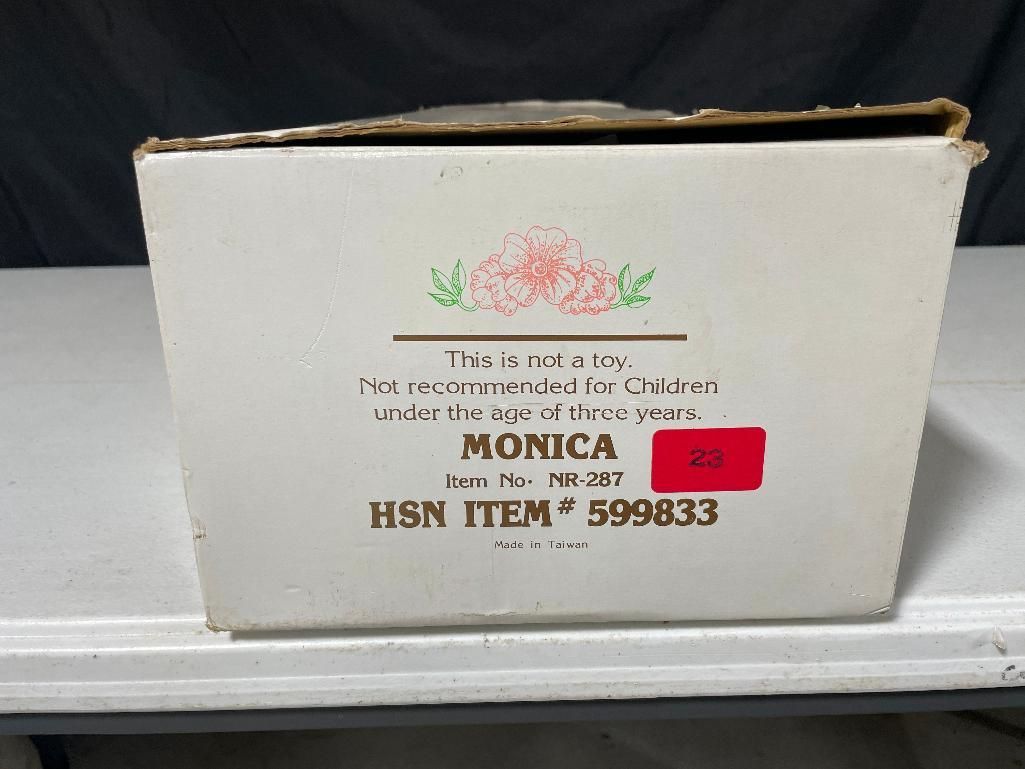 This is not a toy.
Not recommended for Children
under the age of three years.
MONICA
23
Item No. NR-287
HSN ITEM# 599833
Made in Taiwan